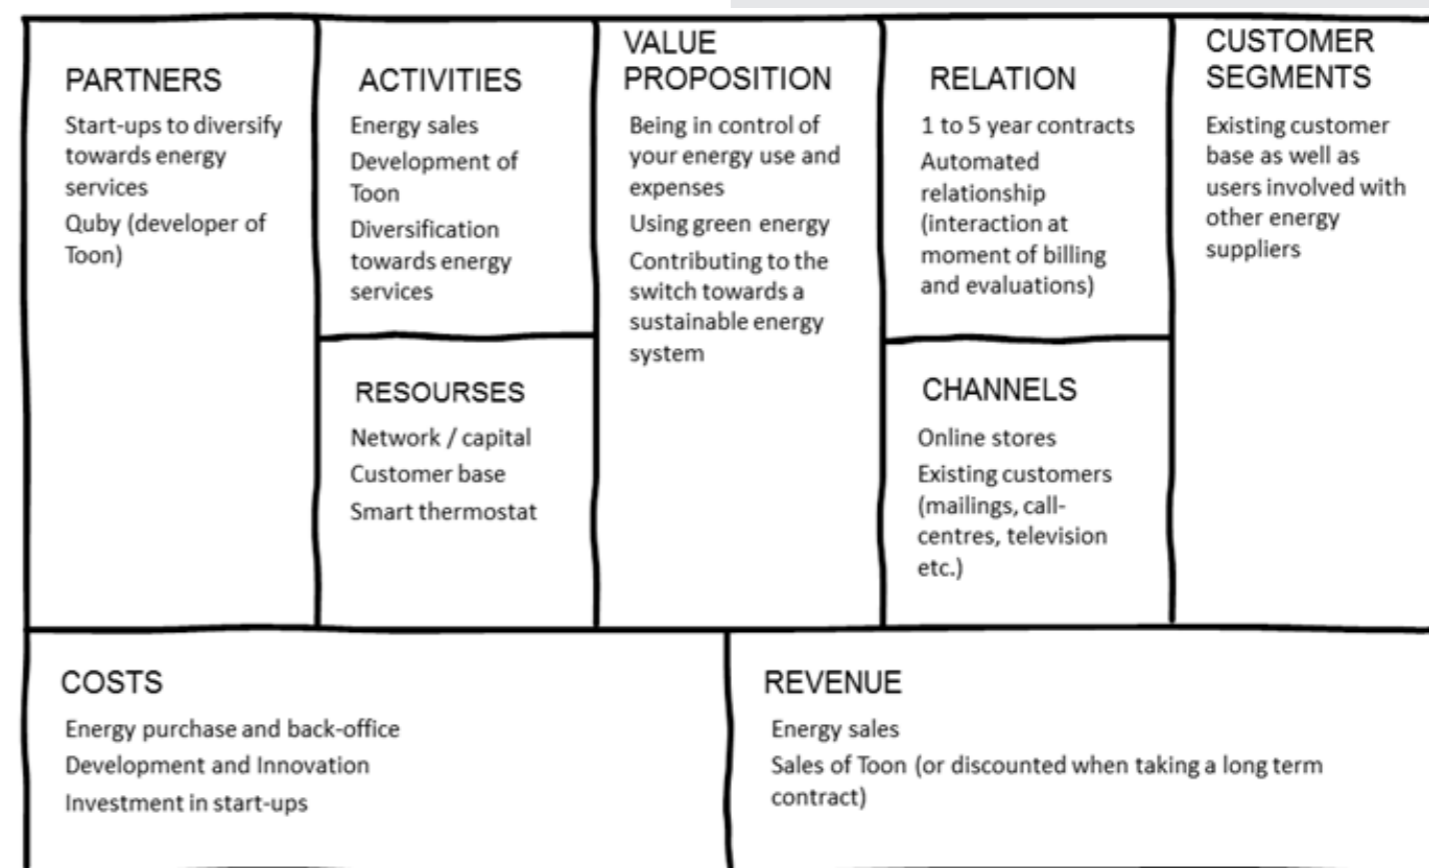 PARTNERS
Start-ups to diversify
towards energy
services
Quby (developer of
Toon)
ACTIVITIES
Energy sales
Development of
Toon
Diversification
towards energy
services
RESOURSES
Network / capital
Customer base
Smart thermostat
VALUE
PROPOSITION
Being in control of
your energy use and
expenses
Using green energy
Contributing to the
switch towards a
sustainable energy
system
RELATION
1 to 5 year contracts
Automated
relationship
(interaction at
moment of billing
and evaluations)
CHANNELS
Online stores
Existing customers
(mailings, call-
centres, television
etc.)
CUSTOMER
SEGMENTS
Existing customer
base as well as
users involved with
other energy
suppliers
COSTS
Energy purchase and back-office
Development and Innovation
Investment in start-ups
REVENUE
Energy sales
Sales of Toon (or discounted when taking a long term
contract)